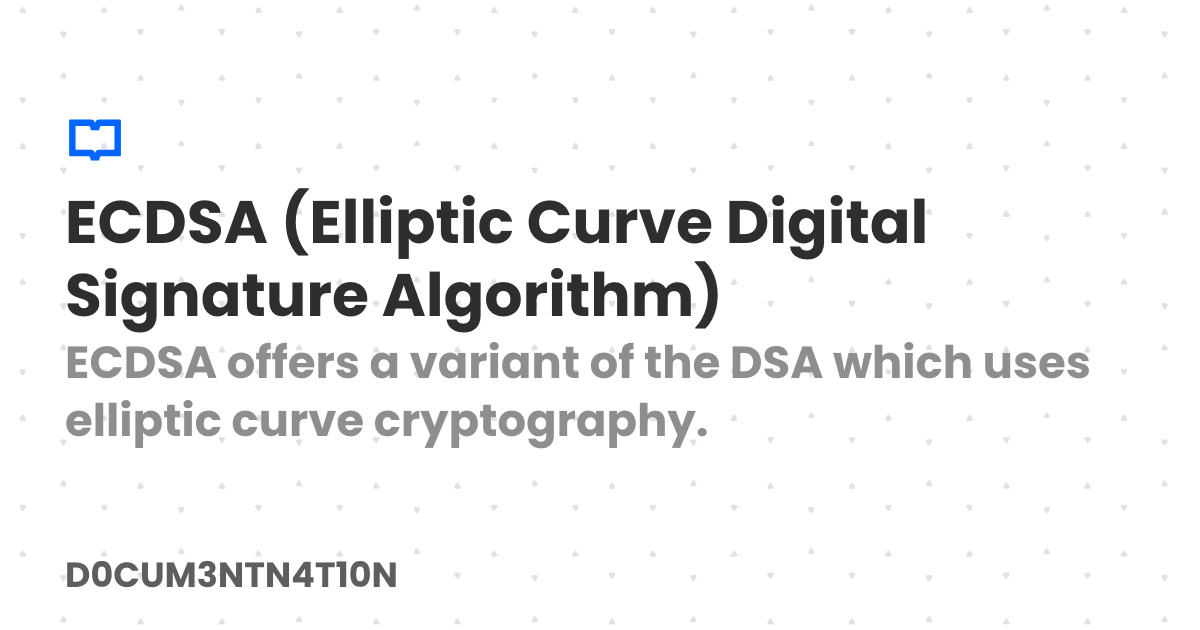 ECDSA (Elliptic Curve Digital
Signature Algorithm)
ECDSA offers a variant of the DSA which uses
elliptic curve cryptography.
D0CUM3NTN4T10N